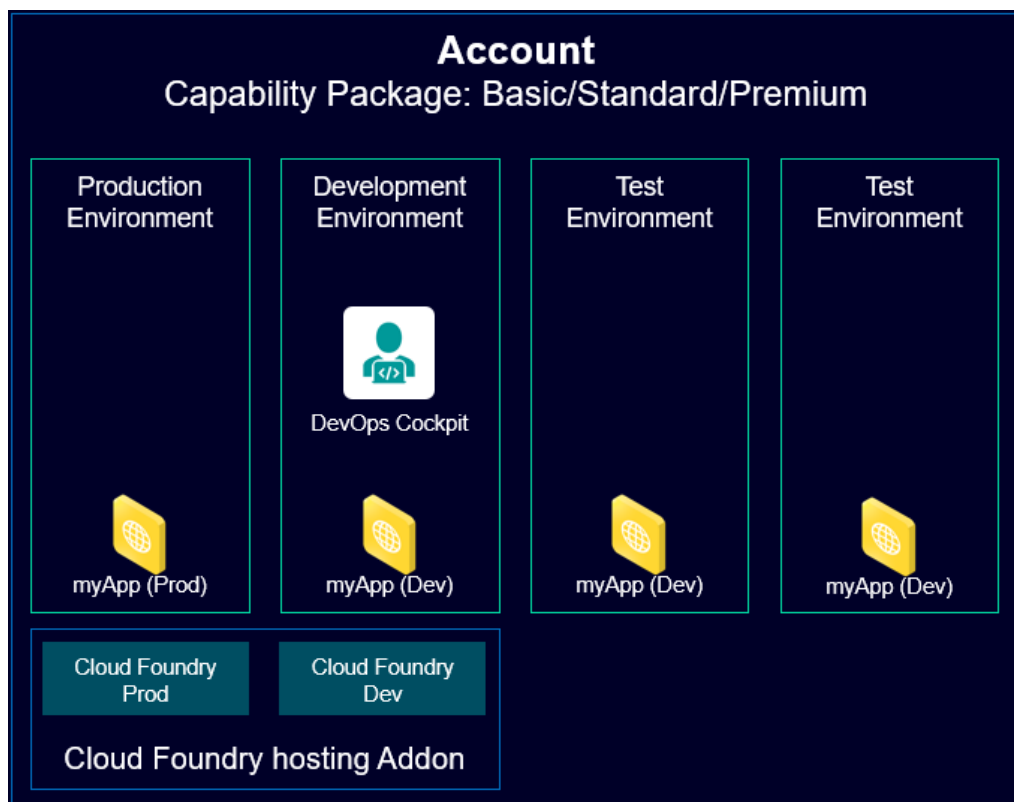 Account
Capability Package: Basic/Standard/Premium
Production
Environment
Development
Environment
Test
Environment
Test
Environment
</>
DevOps Cockpit
myApp (Prod)
myApp (Dev)
myApp (Dev)
myApp (Dev)
Cloud Foundry
Prod
Cloud Foundry
Dev
Cloud Foundry hosting Addon